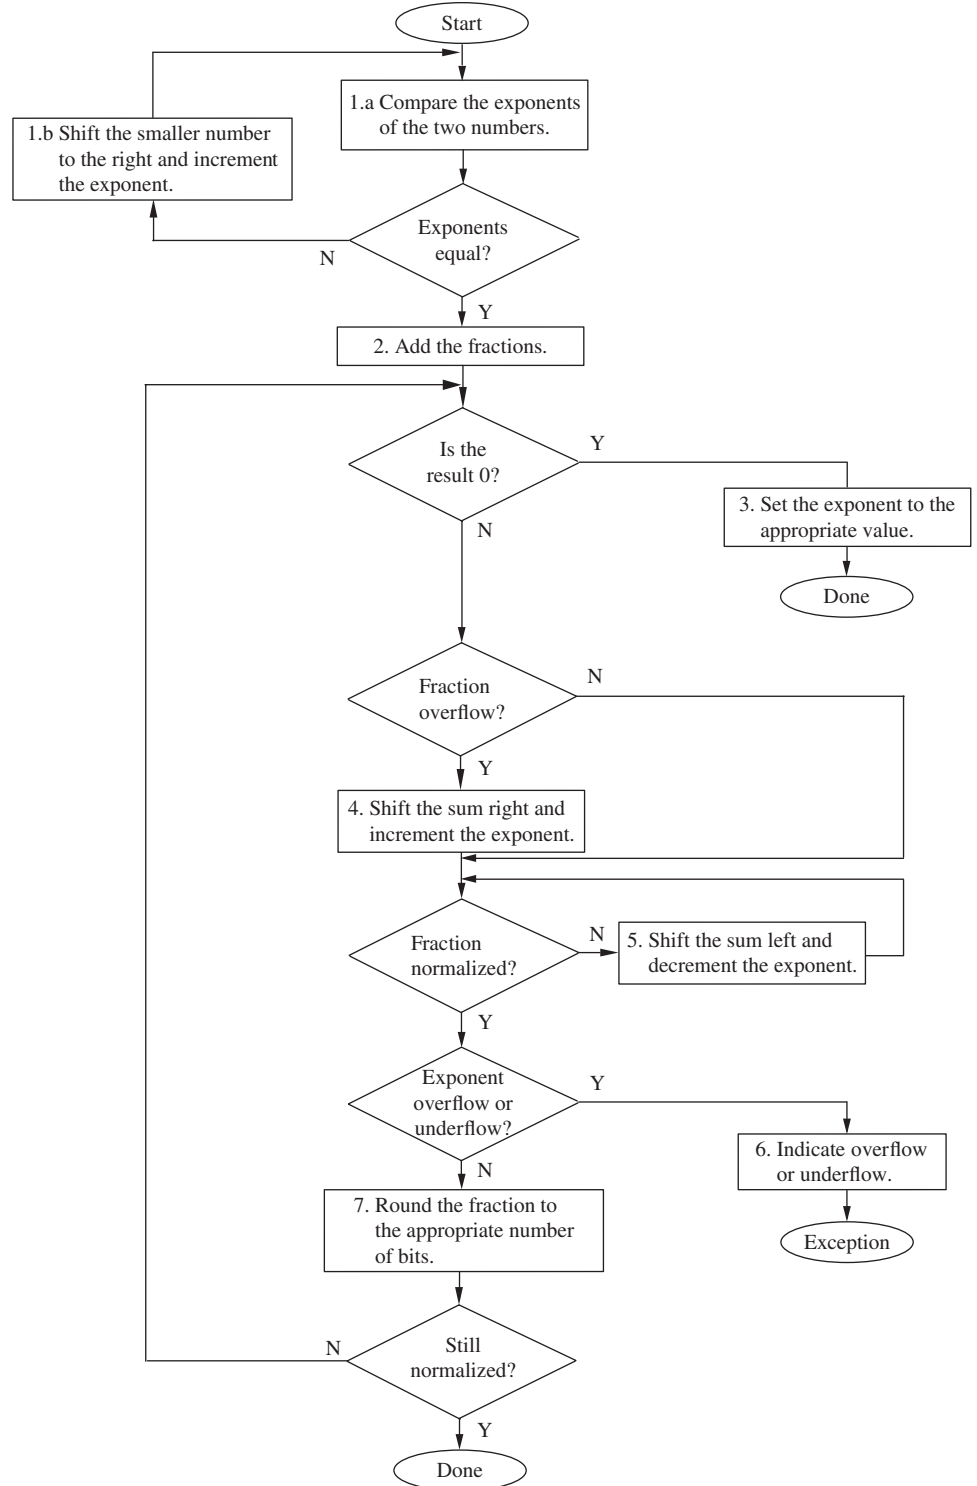 Start
1.a Compare the exponents
of the two numbers.
1.b Shift the smaller number
to the right and increment
the exponent.
Exponents
equal?
N
Y
2. Add the fractions.
Is the
result 0?
Y
N
3. Set the exponent to the
appropriate value.
Done
Fraction
overflow?
N
Y
4. Shift the sum right and
increment the exponent.
Fraction
normalized?
N
5. Shift the sum left and
decrement the exponent.
Y
Exponent
overflow or
underflow?
Y
N
6. Indicate overflow
or underflow.
Exception
7. Round the fraction to
the appropriate number
of bits.
Still
normalized?
N
Y
Done